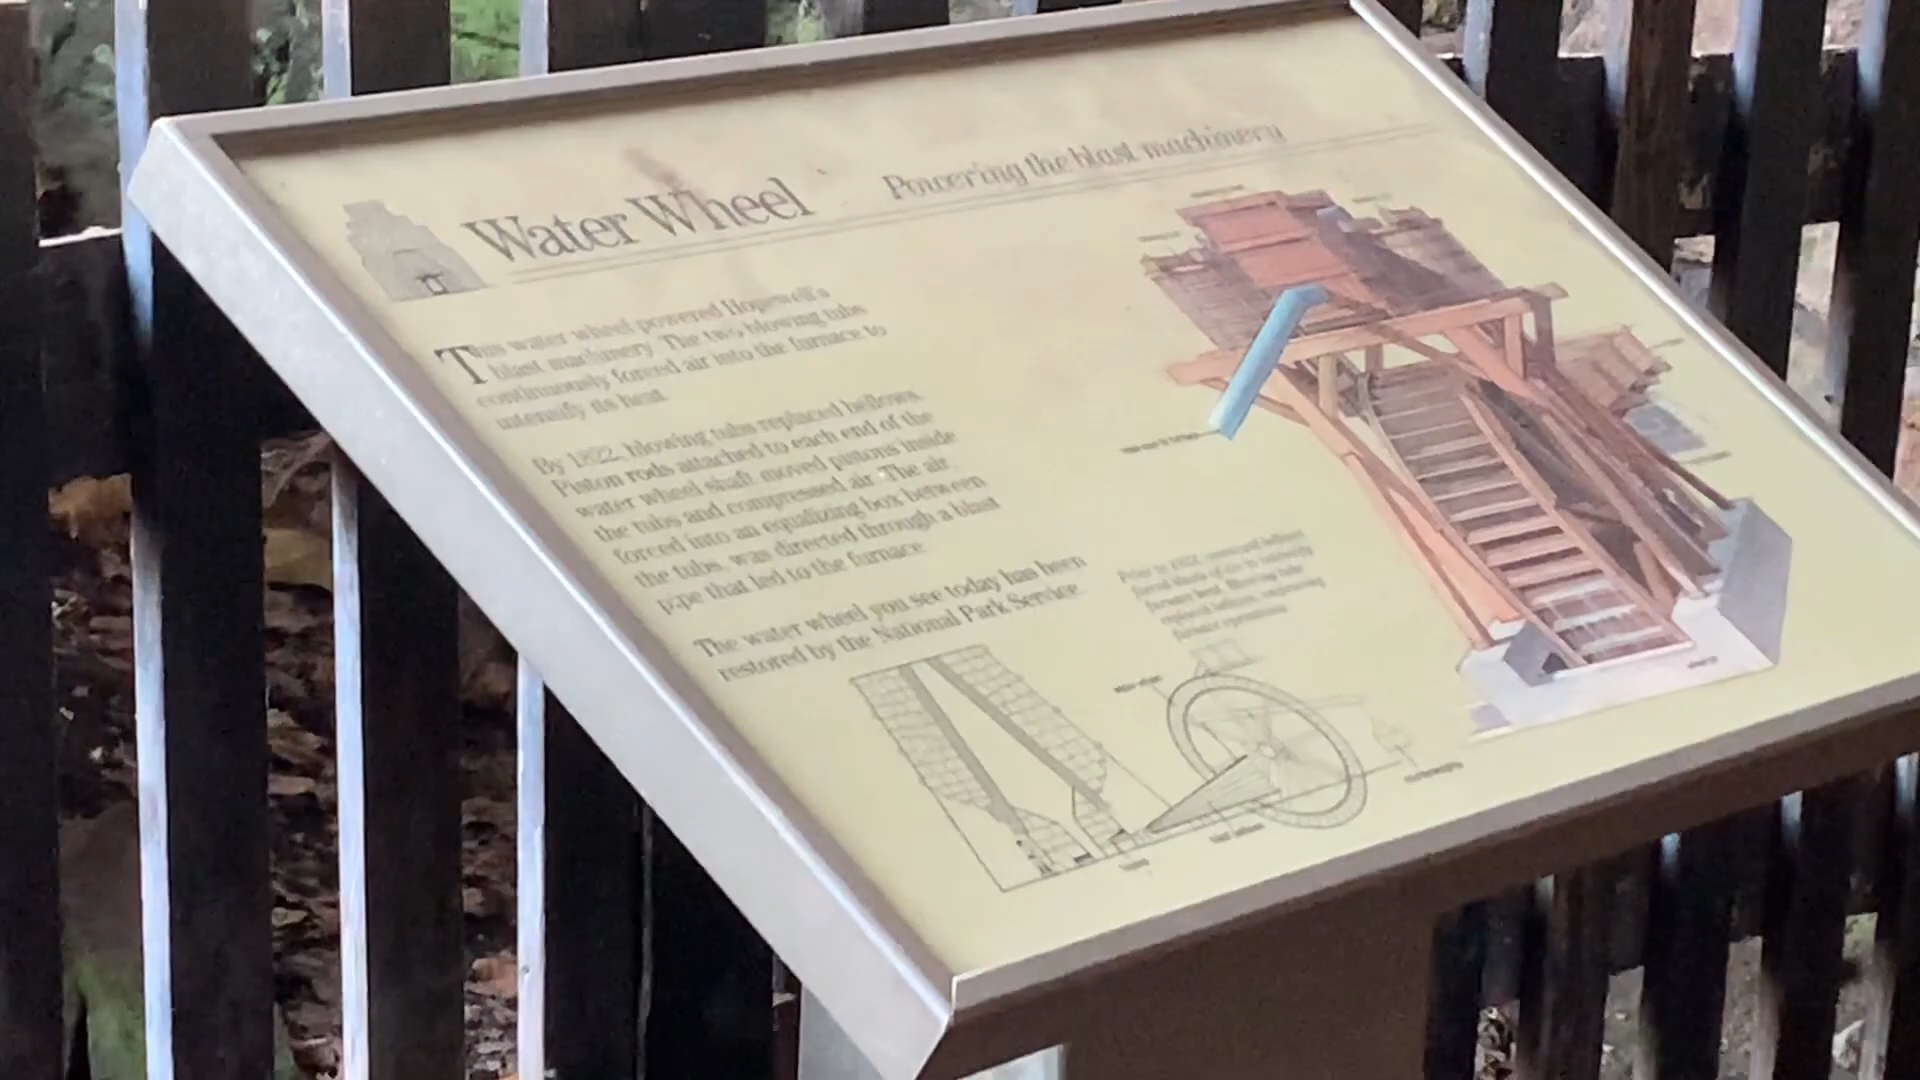 Water Wheel
Powering the blast machinery
This water wheel powered Hopewell's
blast machinery. The two blowing tubs
continuously forced air into the furnace to
intensify its heat.
By 1822, blowing tubs replaced bellows.
Piston rods attached to each end of the
water wheel shaft moved pistons inside
the tubs and compressed air. The air,
forced into an equalizing box between
the tubs, was directed through a blast
pipe that led to the furnace.
The water wheel you see today has been
restored by the National Park Service.